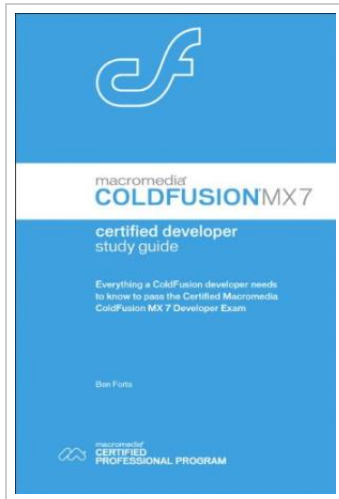 cf
macromedia®
COLDFUSION®MX7
certified developer
study guide
Everything a ColdFusion developer needs
to know to pass the Certified Macromedia
ColdFusion MX 7 Developer Exam
Ben Forta
macromedia®
CERTIFIED
PROFESSIONAL PROGRAM